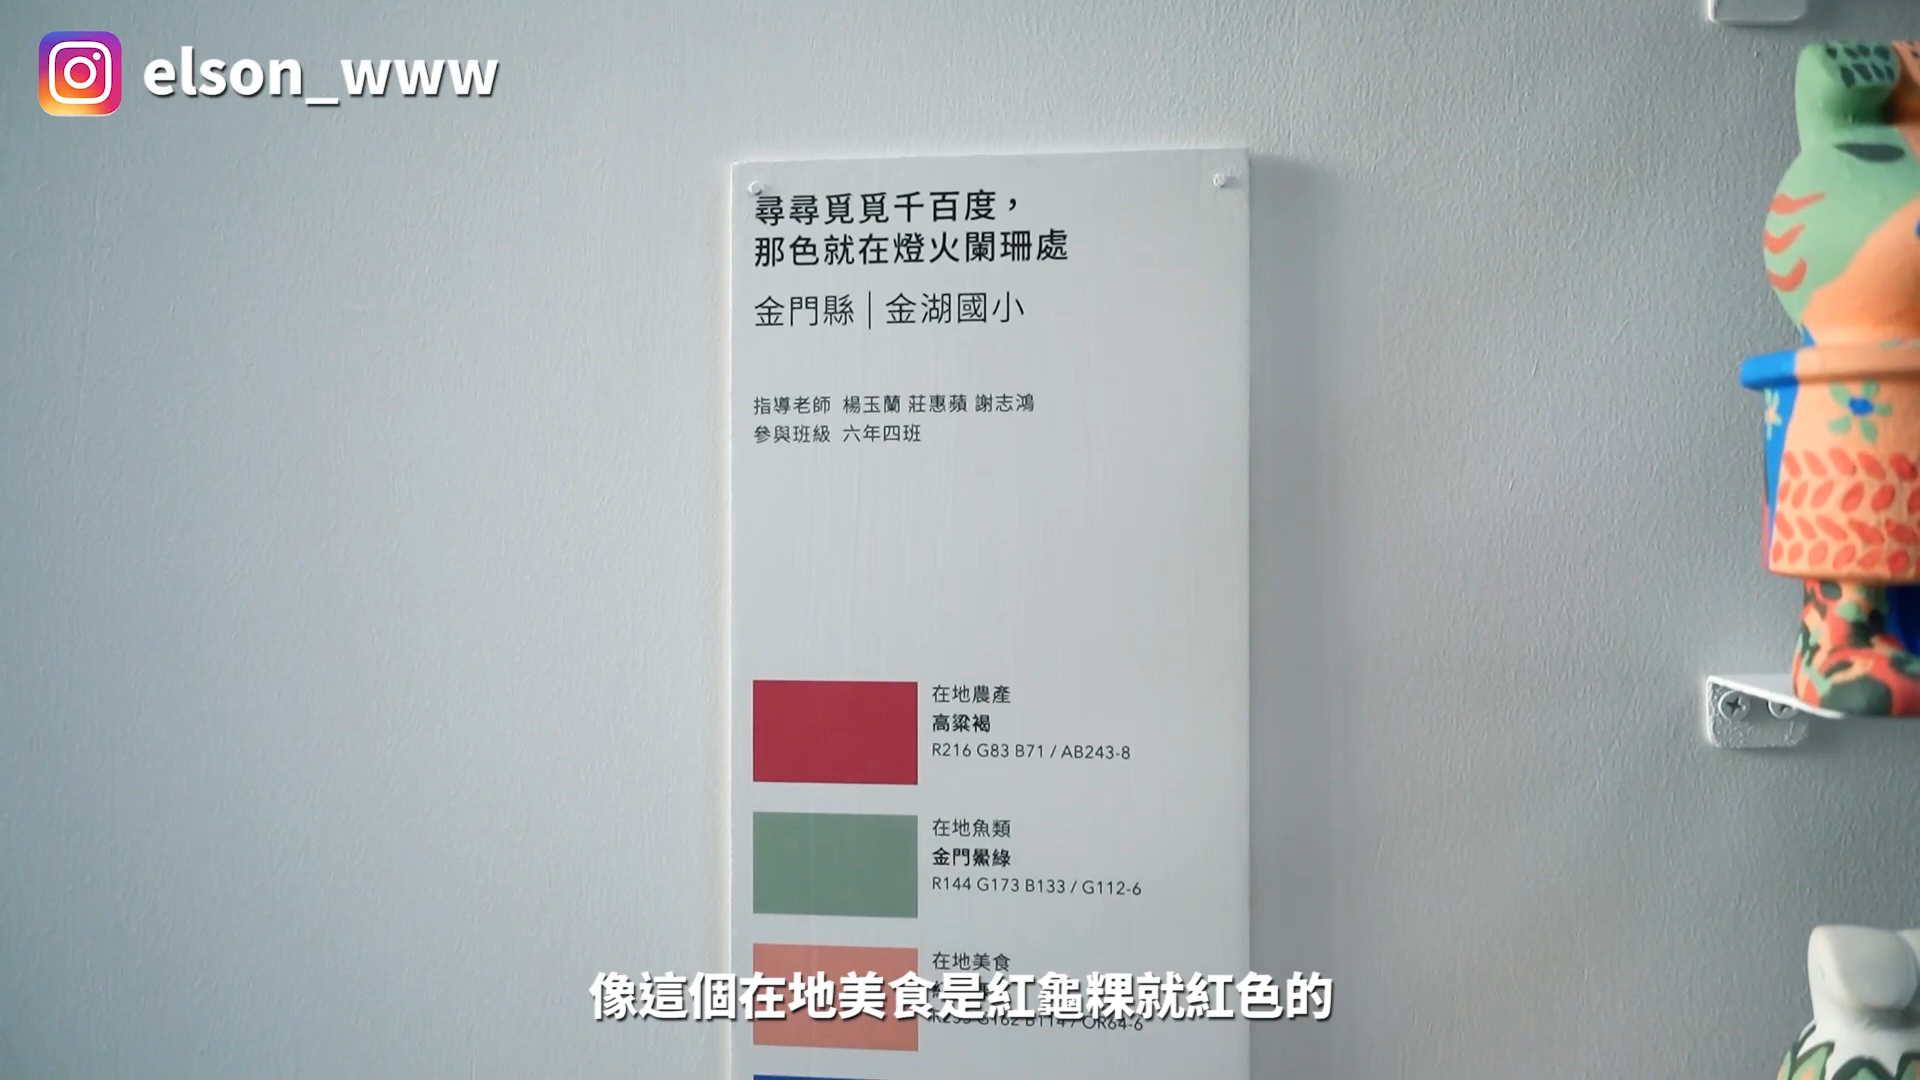 elson_www
尋尋覓覓千百度，
那色就在燈火闌珊處
金門縣｜金湖國小
指導老師 楊玉蘭 莊惠蘋 謝志鴻
參與班級 六年四班
在地農產
高粱褐
R216 G83 B71 / AB243-8
在地魚類
金門鱟綠
R144 G173 B133 / G112-6
在地美食
像這個在地美食是紅龜粿就紅色的